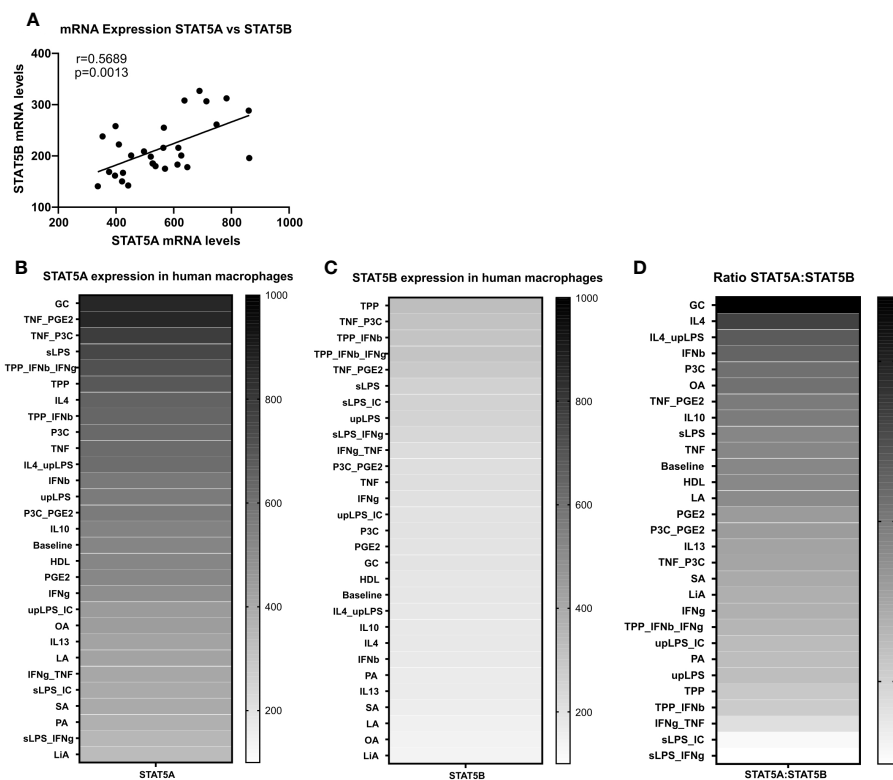 A
mRNA Expression STAT5A vs STAT5B
r=0.5689
p=0.0013
STAT5B mRNA levels
400
300
200
100
200
400
600
800
1000
STAT5A mRNA levels
B
STAT5A expression in human macrophages
GC
TNF_PGE2
TNF_P3C
sLPS
TPP_IFNb_IFNg
TPP
IL4
TPP_IFNb
P3C
TNF
IL4_upLPS
IFNb
upLPS
P3C_PGE2
IL10
Baseline
HDL
PGE2
IFNg
upLPS_IC
OA
IL13
LA
IFNg_TNF
sLPS_IC
SA
PA
sLPS_IFNg
LiA
STAT5A
1000
800
600
400
200
C
STAT5B expression in human macrophages
TPP
TNF_P3C
TPP_IFNb
TPP_IFNb_IFNg
TNF_PGE2
sLPS
sLPS_IC
upLPS
sLPS_IFNg
IFNg_TNF
P3C_PGE2
TNF
IFNg
upLPS_IC
P3C
PGE2
GC
HDL
Baseline
IL4_upLPS
IL10
IL4
IFNb
PA
IL13
SA
LA
OA
LiA
STAT5B
1000
800
600
400
200
D
Ratio STAT5A:STAT5B
GC
IL4
IL4_upLPS
IFNb
P3C
OA
TNF_PGE2
IL10
sLPS
TNF
Baseline
HDL
LA
PGE2
P3C_PGE2
IL13
TNF_P3C
SA
LiA
IFNg
TPP_IFNb_IFNg
upLPS_IC
PA
upLPS
TPP
TPP_IFNb
IFNg_TNF
sLPS_IC
sLPS_IFNg
STAT5A:STAT5B